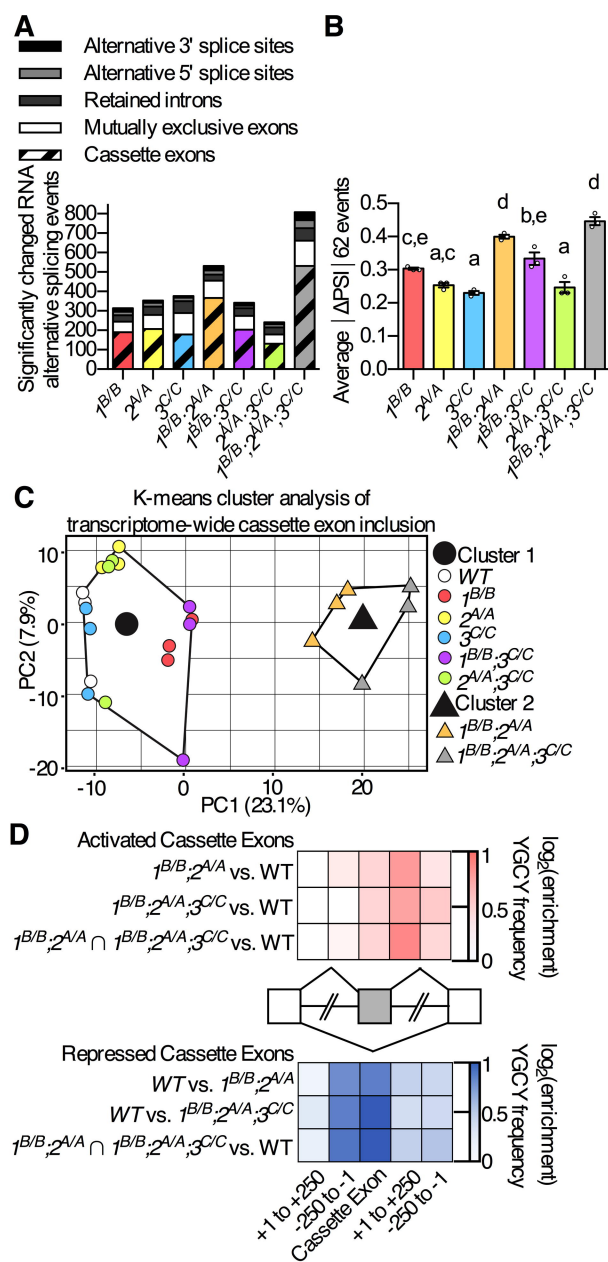 A
Alternative 3' splice sites
Alternative 5' splice sites
Retained introns
Mutually exclusive exons
Cassette exons
Significantly changed RNA
alternative splicing events
800
700
600
500
400
300
200
100
0
1B/B
2A/A
3C/C
1B/B;2A/A
1B/B;3C/C
2A/A;3C/C
1B/B;2A/A;3C/C
B
Average | ΔPSI | 62 events
0.5
0.4
0.3
0.2
0.1
0.0
c,e
a,c
a
d
b,e
a
d
1B/B
2A/A
3C/C
1B/B;2A/A
1B/B;3C/C
2A/A;3C/C
1B/B;2A/A;3C/C
C
K-means cluster analysis of
transcriptome-wide cassette exon inclusion
PC2 (7.9%)
10
0
-10
-20
-10
0
10
20
PC1 (23.1%)
Cluster 1
WT
1B/B
2A/A
3C/C
1B/B;3C/C
2A/A;3C/C
Cluster 2
1B/B;2A/A
1B/B;2A/A;3C/C
D
Activated Cassette Exons
1B/B;2A/A vs. WT
1B/B;2A/A;3C/C vs. WT
1B/B;2A/A ∩ 1B/B;2A/A;3C/C vs. WT
1
0.5
0
log2(enrichment)
YGCY frequency
Repressed Cassette Exons
WT vs. 1B/B;2A/A
WT vs. 1B/B;2A/A;3C/C
1B/B;2A/A ∩ 1B/B;2A/A;3C/C vs. WT
1
0.5
0
log2(enrichment)
YGCY frequency
+1 to +250
-250 to -1
Cassette Exon
+1 to +250
-250 to -1